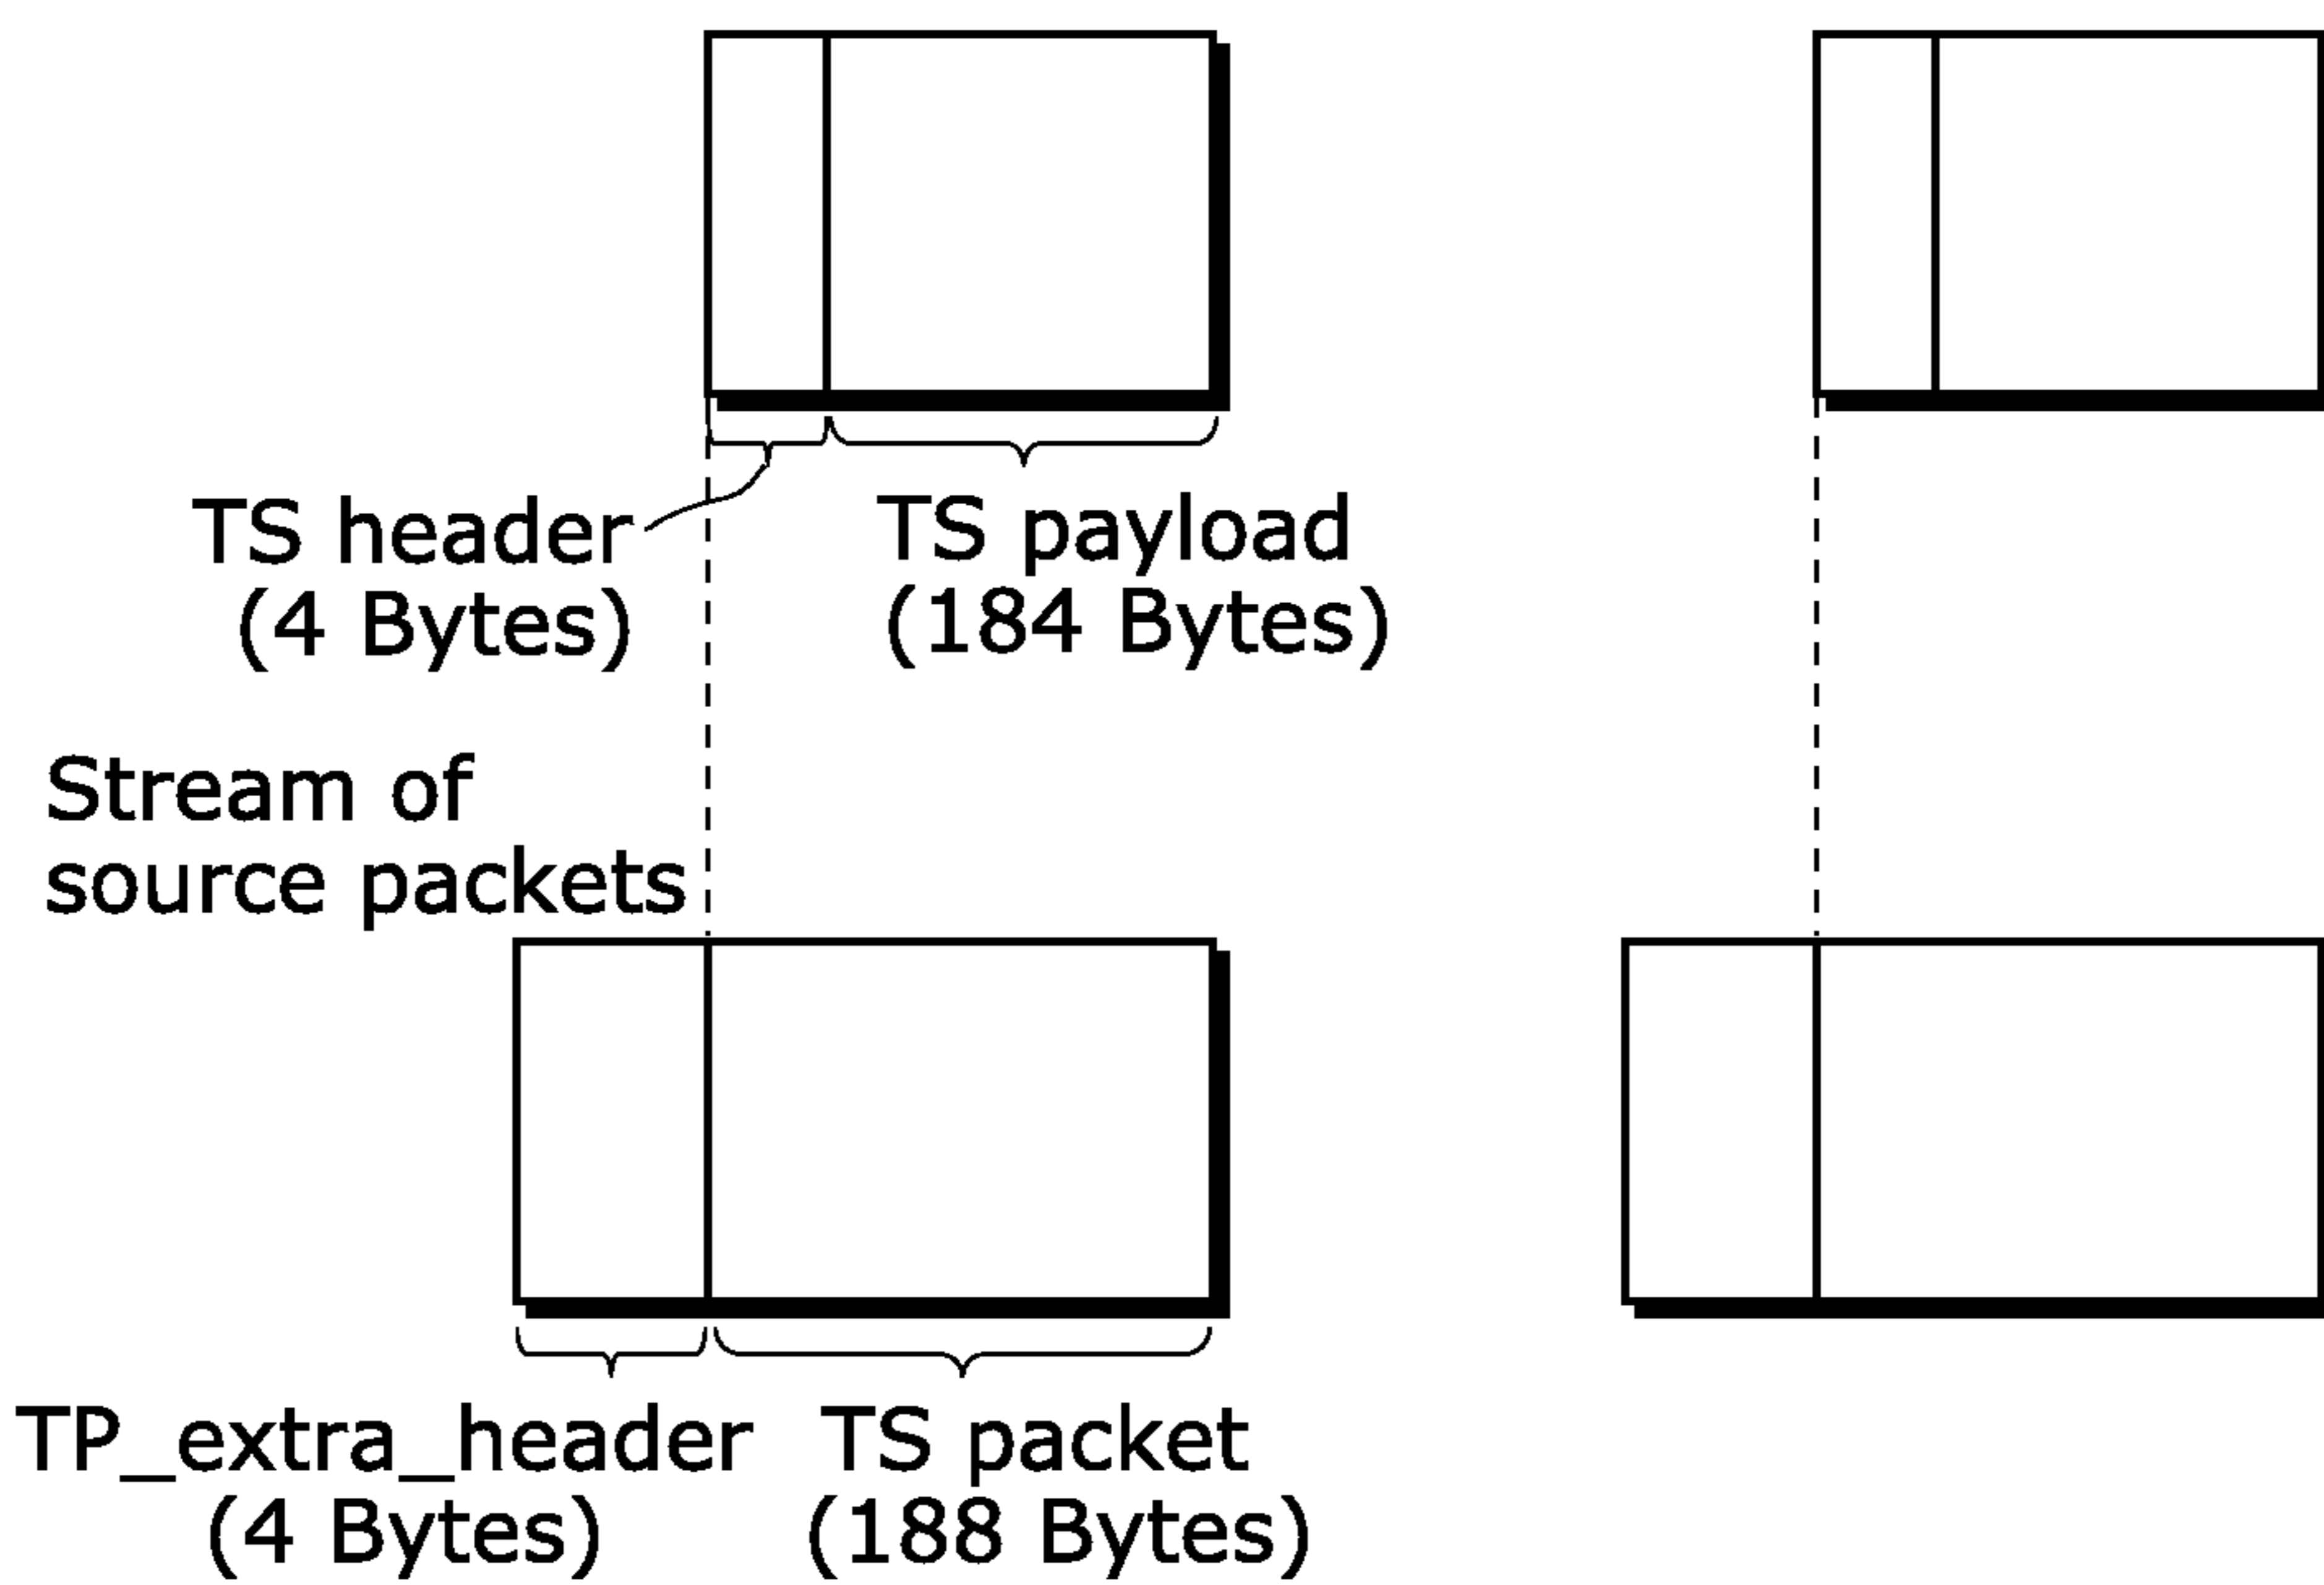 TS header
(4 Bytes)
TS payload
(184 Bytes)
Stream of
source packets
TP_extra_header
(4 Bytes)
TS packet
(188 Bytes)